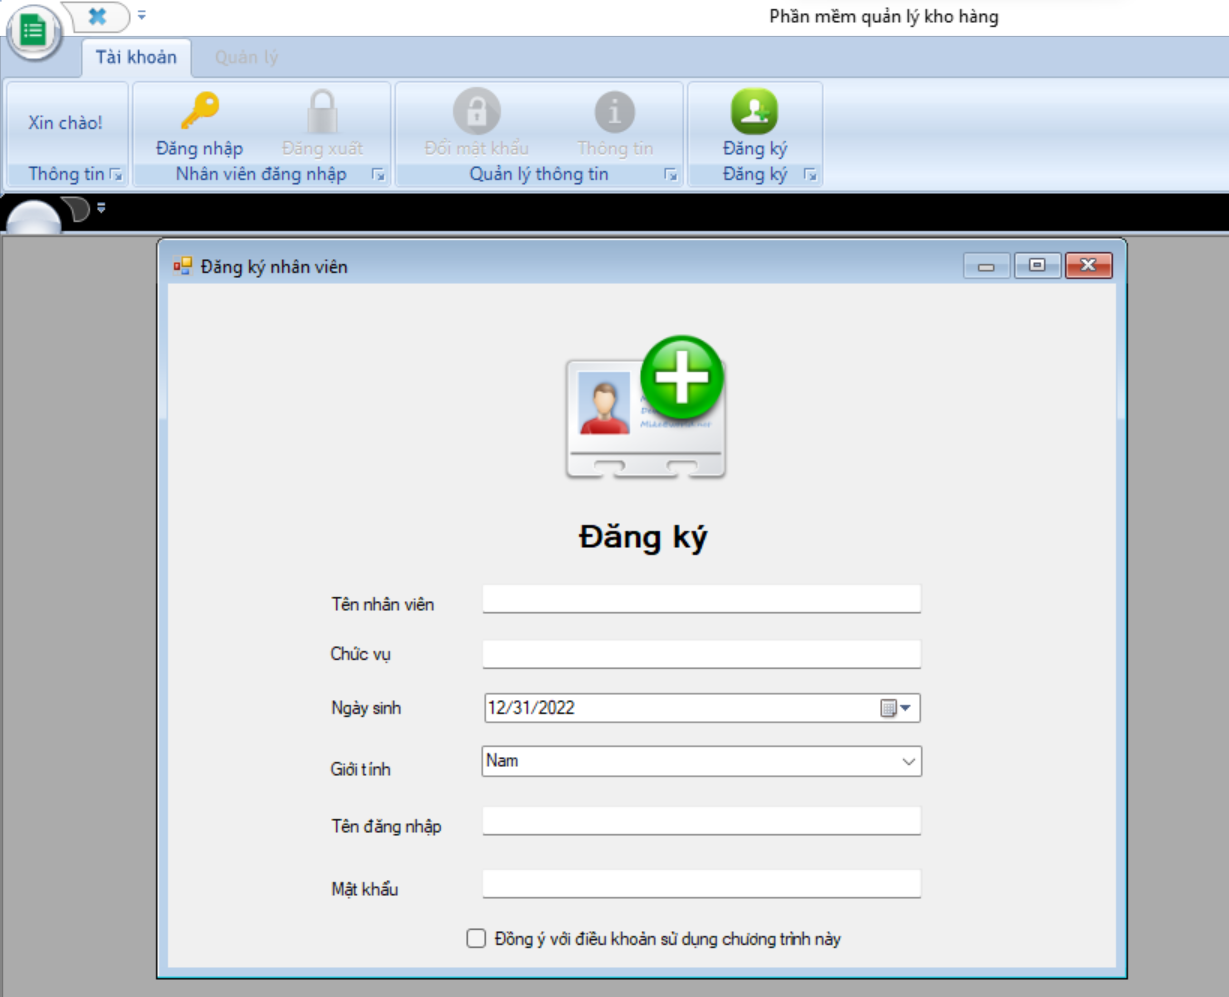 Phần mềm quản lý kho hàng
Tài khoản Quản lý
Xin chào!
Đăng nhập Đăng xuất Đổi mật khẩu Thông tin Đăng ký
Thông tin Nhân viên đăng nhập Quản lý thông tin Đăng ký
Đăng ký nhân viên
Đăng ký
Tên nhân viên
Chức vụ
Ngày sinh 12/31/2022
Giới tính Nam
Tên đăng nhập
Mật khẩu
Đồng ý với điều khoản sử dụng chương trình này